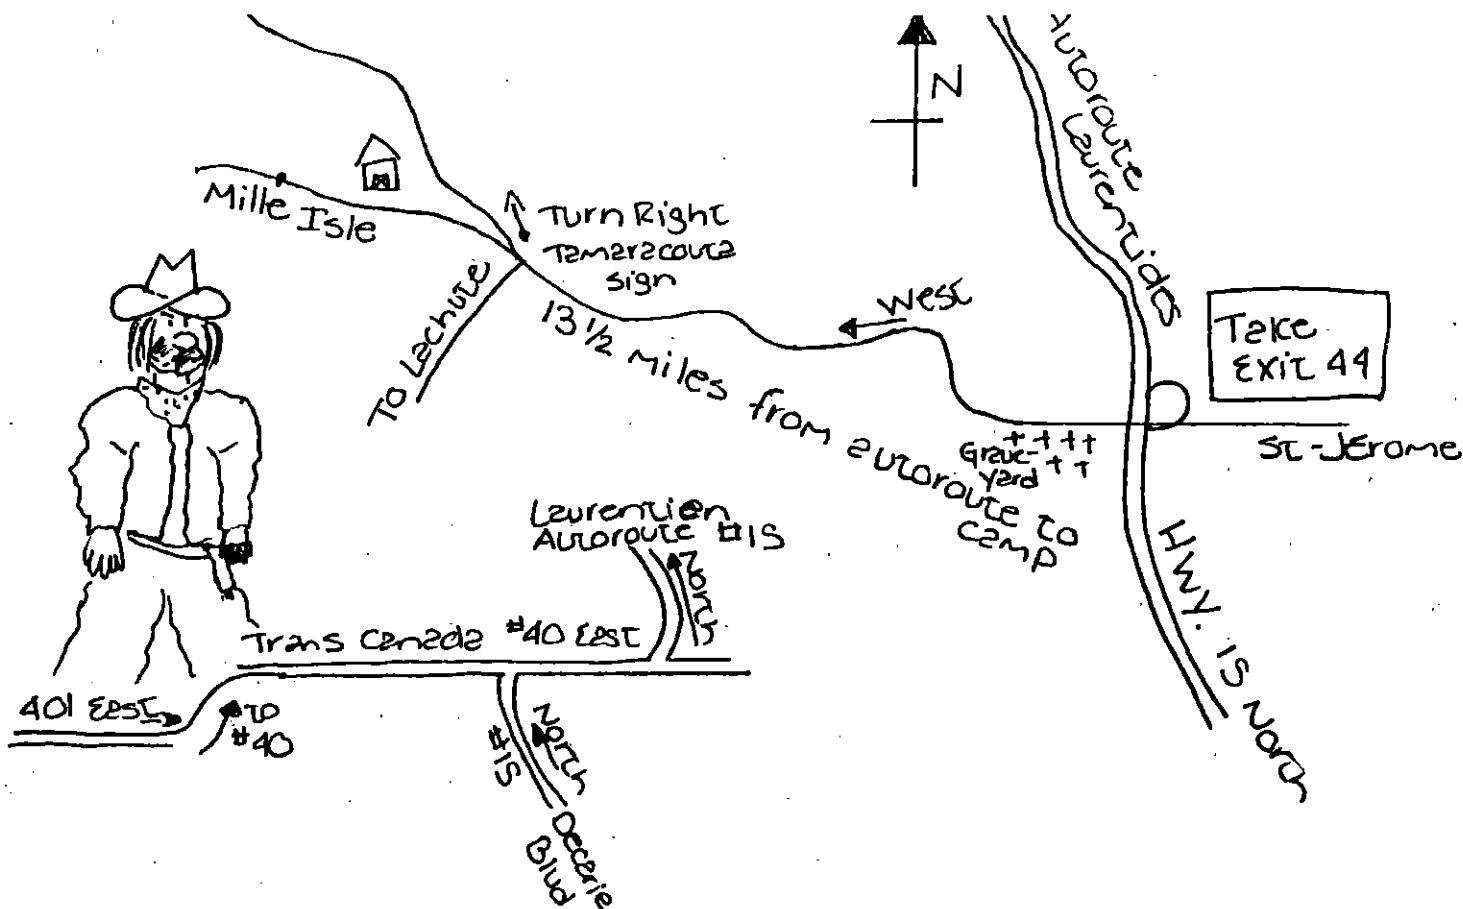 N
Autoroute
Laurentides
Mille Isle
Turn Right
Tamaracouta
sign
West
Take
Exit 44
To Lachute
13 1/2 Miles from autoroute to
camp
Grave-
yard
St-Jérome
Laurentien
Autoroute #15
North
Hwy. 15 North
Trans Canada #40 East
401 East
To
#40
#15
North
Decarie
Blvd